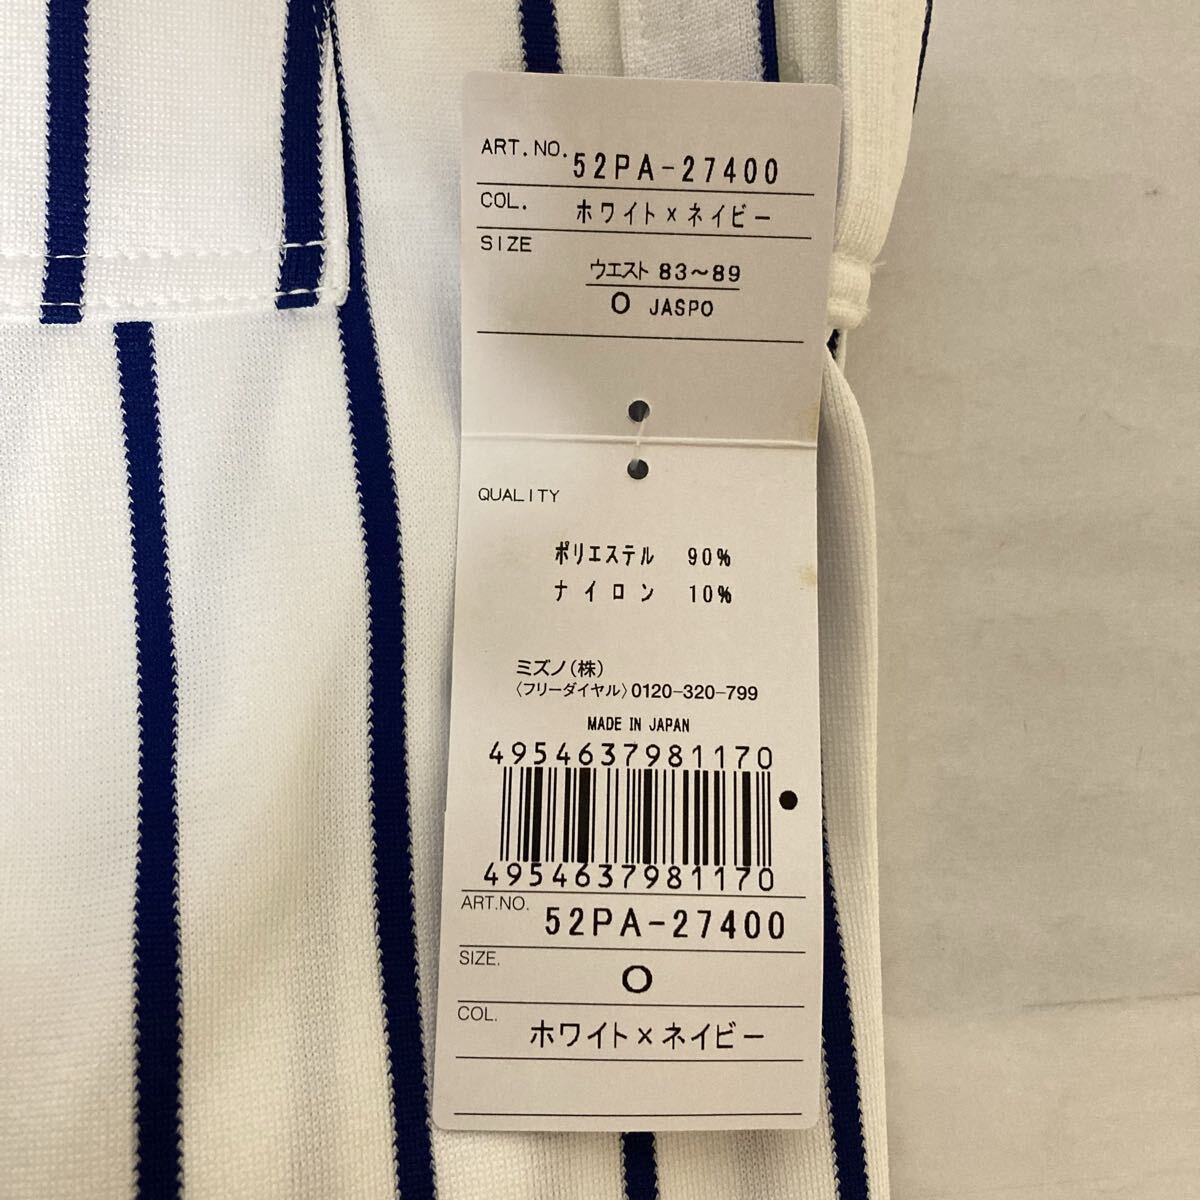 ART.NO. 52PA-27400
COL. ホワイト×ネイビー
SIZE
ウエスト 83〜89
O JASPO
QUALITY
ポリエステル 90%
ナイロン 10%
ミズノ(株)
〈フリーダイヤル〉0120-320-799
MADE IN JAPAN
4954637981170
4954637981170
ART.NO. 52PA-27400
SIZE. O
COL.
ホワイト×ネイビー